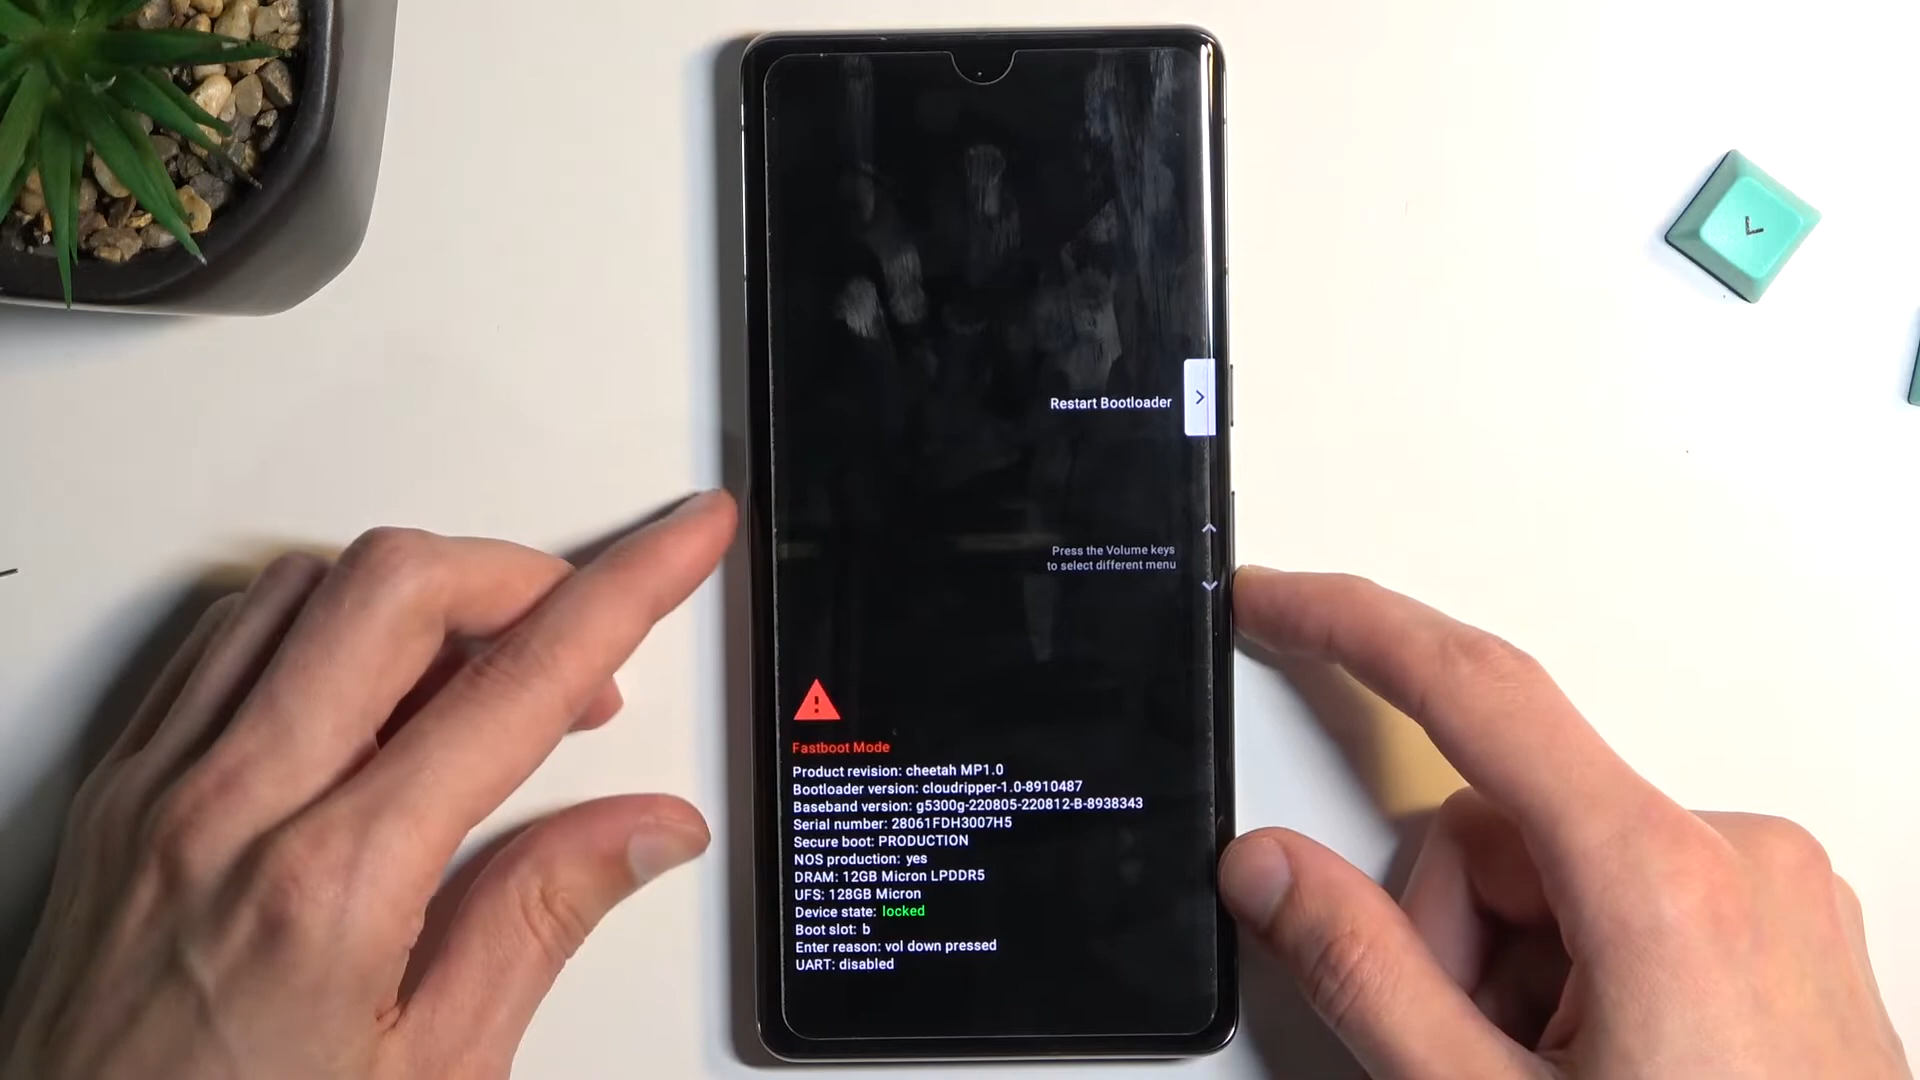 Restart Bootloader
Press the Volume keys
to select different menu
Fastboot Mode
Product revision: cheetah MP1.0
Bootloader version: cloudripper-1.0-8910487
Baseband version: g5300g-220805-220812-B-8938343
Serial number: 28061FDH3007H5
Secure boot: PRODUCTION
NOS production: yes
DRAM: 12GB Micron LPDDR5
UFS: 128GB Micron
Device state: locked
Boot slot: b
Enter reason: vol down pressed
UART: disabled